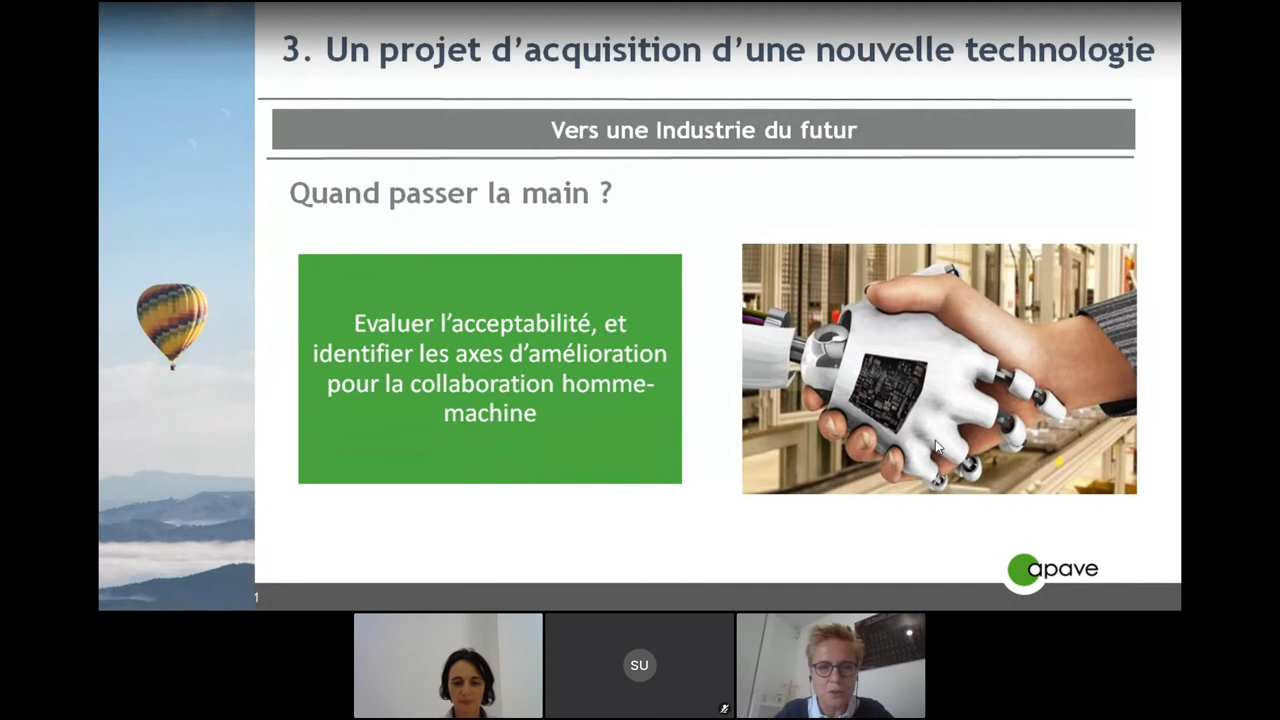 3. Un projet d’acquisition d’une nouvelle technologie
Vers une Industrie du futur
Quand passer la main ?
Evaluer l’acceptabilité, et
identifier les axes d’amélioration
pour la collaboration homme-
machine
apave
1
SU